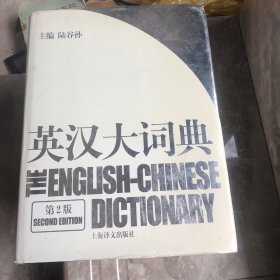 主编 陆谷孙
英汉大词典
THE ENGLISH-CHINESE
DICTIONARY
第2版
SECOND EDITION
上海译文出版社